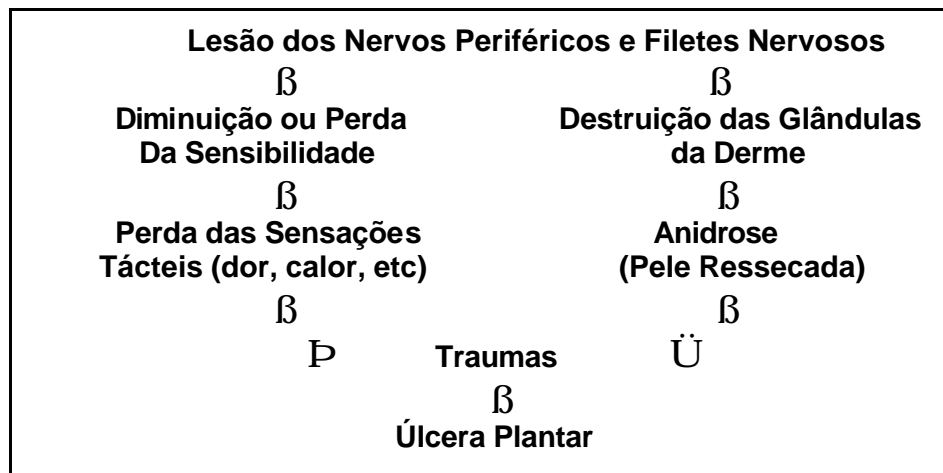 Lesão dos Nervos Periféricos e Filetes Nervosos
ß ß
Diminuição ou Perda Destruição das Glândulas
Da Sensibilidade da Derme
ß ß
Perda das Sensações Anidrose
Tácteis (dor, calor, etc) (Pele Ressecada)
ß ß
Þ Traumas Ü
ß
Úlcera Plantar